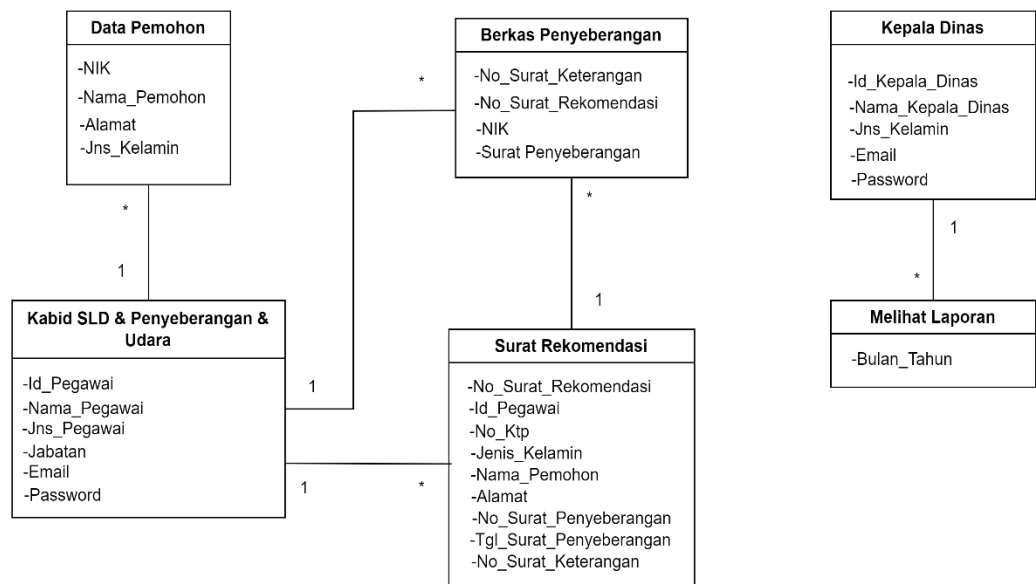 Data Pemohon
-NIK
-Nama_Pemohon
-Alamat
-Jns_Kelamin
*
1
Berkas Penyeberangan
-No_Surat_Keterangan
-No_Surat_Rekomendasi
-NIK
-Surat Penyeberangan
*
*
1
Kepala Dinas
-Id_Kepala_Dinas
-Nama_Kepala_Dinas
-Jns_Kelamin
-Email
-Password
1
*
Kabid SLD & Penyeberangan &
Udara
-Id_Pegawai
-Nama_Pegawai
-Jns_Pegawai
-Jabatan
-Email
-Password
1
1
*
Surat Rekomendasi
-No_Surat_Rekomendasi
-Id_Pegawai
-No_Ktp
-Jenis_Kelamin
-Nama_Pemohon
-Alamat
-No_Surat_Penyeberangan
-Tgl_Surat_Penyeberangan
-No_Surat_Keterangan
Melihat Laporan
-Bulan_Tahun